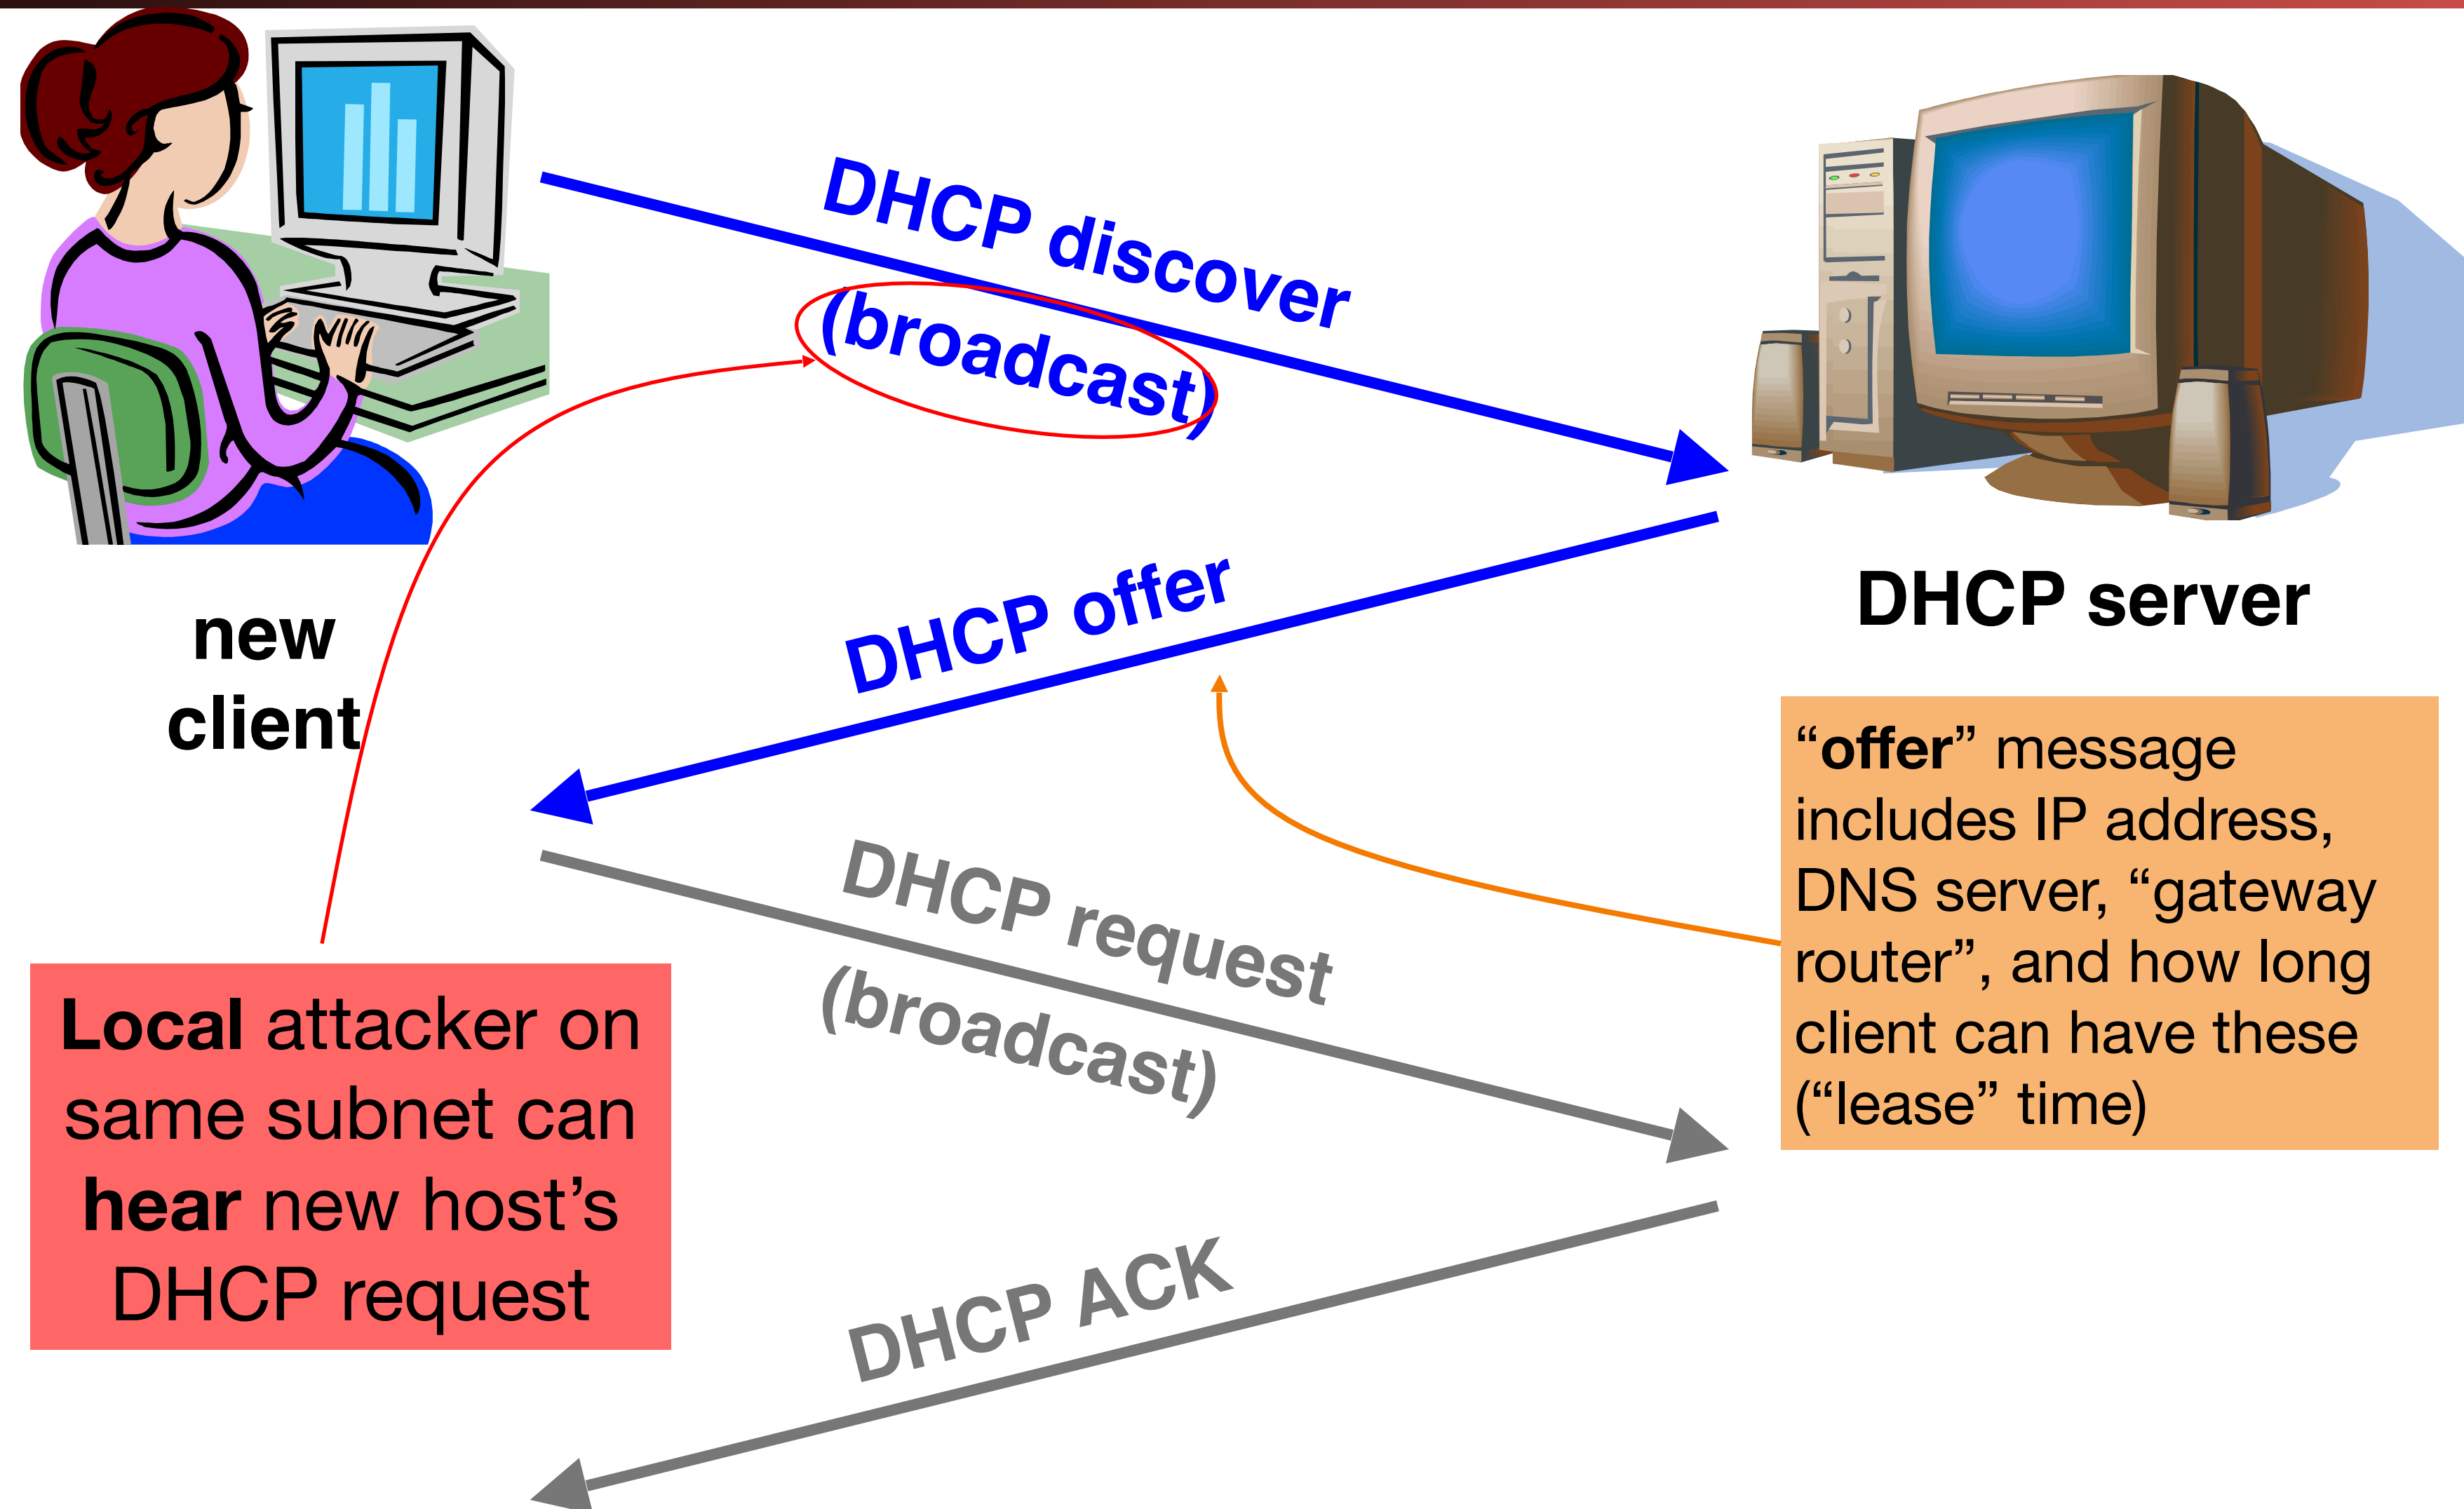 DHCP discover
(broadcast)
new
client
DHCP server
DHCP offer
“offer” message
includes IP address,
DNS server, “gateway
router”, and how long
client can have these
(“lease” time)
DHCP request
(broadcast)
Local attacker on
same subnet can
hear new host’s
DHCP request
DHCP ACK